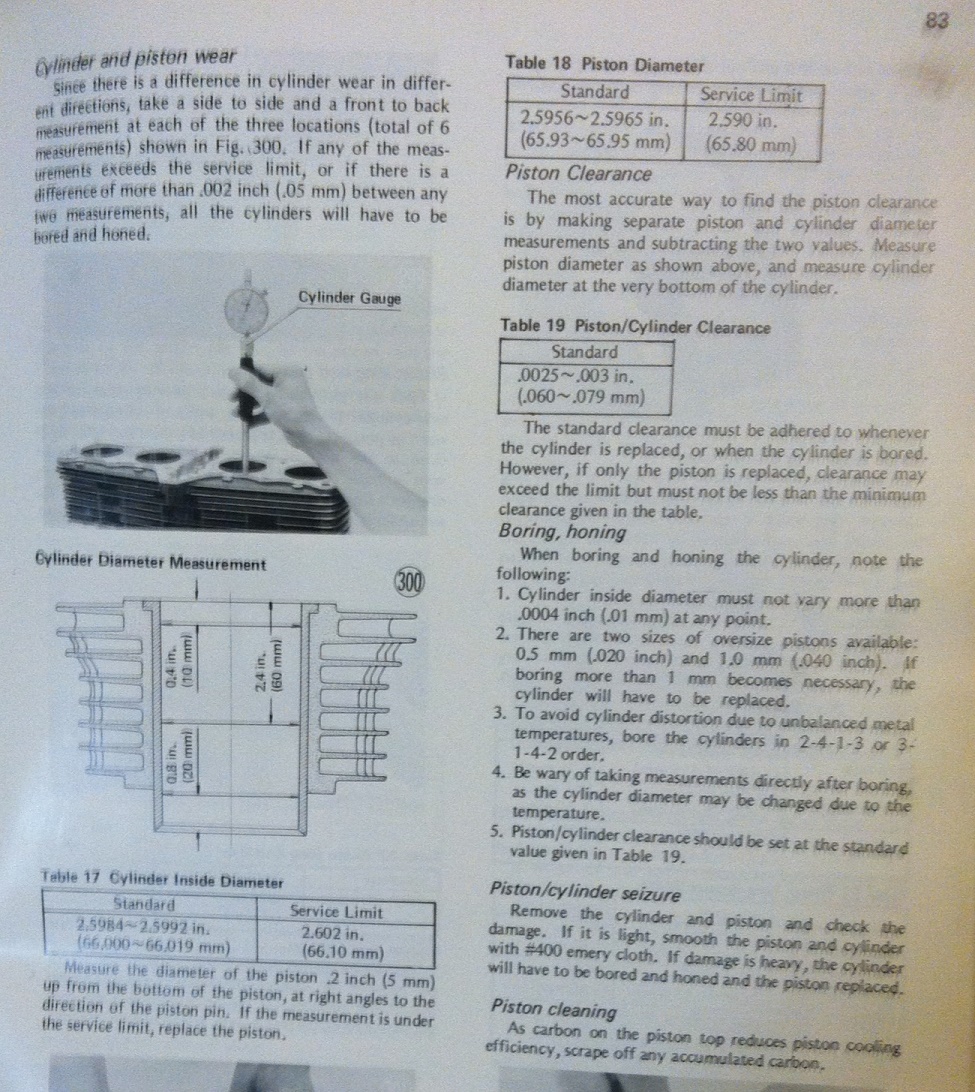 83
Cylinder and piston wear
Since there is a difference in cylinder wear in differ-
ent directions, take a side to side and a front to back
measurement at each of the three locations (total of 6
measurements) shown in Fig. 300. If any of the meas-
urements exceeds the service limit, or if there is a
difference of more than .002 inch (.05 mm) between any
two measurements, all the cylinders will have to be
bored and honed.
Cylinder Gauge
Cylinder Diameter Measurement
300
0.4 in.
(10 mm)
2.4 in.
(60 mm)
0.8 in.
(20 mm)
Table 17 Cylinder Inside Diameter
Standard
Service Limit
2.5984~2.5992 in.
(66.000~66.019 mm)
2.602 in.
(66.10 mm)
Measure the diameter of the piston .2 inch (5 mm)
up from the bottom of the piston, at right angles to the
direction of the piston pin. If the measurement is under
the service limit, replace the piston.
Table 18 Piston Diameter
Standard
Service Limit
2.5956~2.5965 in.
(65.93~65.95 mm)
2.590 in.
(65.80 mm)
Piston Clearance
The most accurate way to find the piston clearance
is by making separate piston and cylinder diameter
measurements and subtracting the two values. Measure
piston diameter as shown above, and measure cylinder
diameter at the very bottom of the cylinder.
Table 19 Piston/Cylinder Clearance
Standard
.0025~.003 in.
(.060~.079 mm)
The standard clearance must be adhered to whenever
the cylinder is replaced, or when the cylinder is bored.
However, if only the piston is replaced, clearance may
exceed the limit but must not be less than the minimum
clearance given in the table.
Boring, honing
When boring and honing the cylinder, note the
following:
1. Cylinder inside diameter must not vary more than
.0004 inch (.01 mm) at any point.
2. There are two sizes of oversize pistons available:
0.5 mm (.020 inch) and 1.0 mm (.040 inch). If
boring more than 1 mm becomes necessary, the
cylinder will have to be replaced.
3. To avoid cylinder distortion due to unbalanced metal
temperatures, bore the cylinders in 2-4-1-3 or 3-
1-4-2 order.
4. Be wary of taking measurements directly after boring,
as the cylinder diameter may be changed due to the
temperature.
5. Piston/cylinder clearance should be set at the standard
value given in Table 19.
Piston/cylinder seizure
Remove the cylinder and piston and check the
damage. If it is light, smooth the piston and cylinder
with #400 emery cloth. If damage is heavy, the cylinder
will have to be bored and honed and the piston replaced.
Piston cleaning
As carbon on the piston top reduces piston cooling
efficiency, scrape off any accumulated carbon.